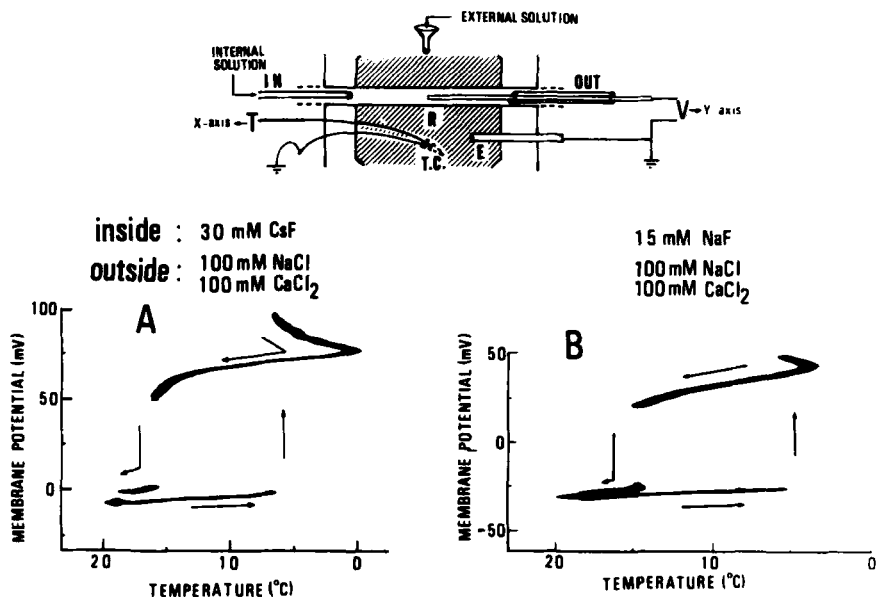 EXTERNAL SOLUTION
INTERNAL
SOLUTION
IN
OUT
R
X-axis ← T
V → Y axis
T.C.
E
inside : 30 mM CsF
outside : 100 mM NaCl
100 mM CaCl2
15 mM NaF
100 mM NaCl
100 mM CaCl2
A
MEMBRANE POTENTIAL (mV)
100
50
0
20
10
0
TEMPERATURE (°C)
B
MEMBRANE POTENTIAL (mV)
50
0
-50
20
10
0
TEMPERATURE (°C)